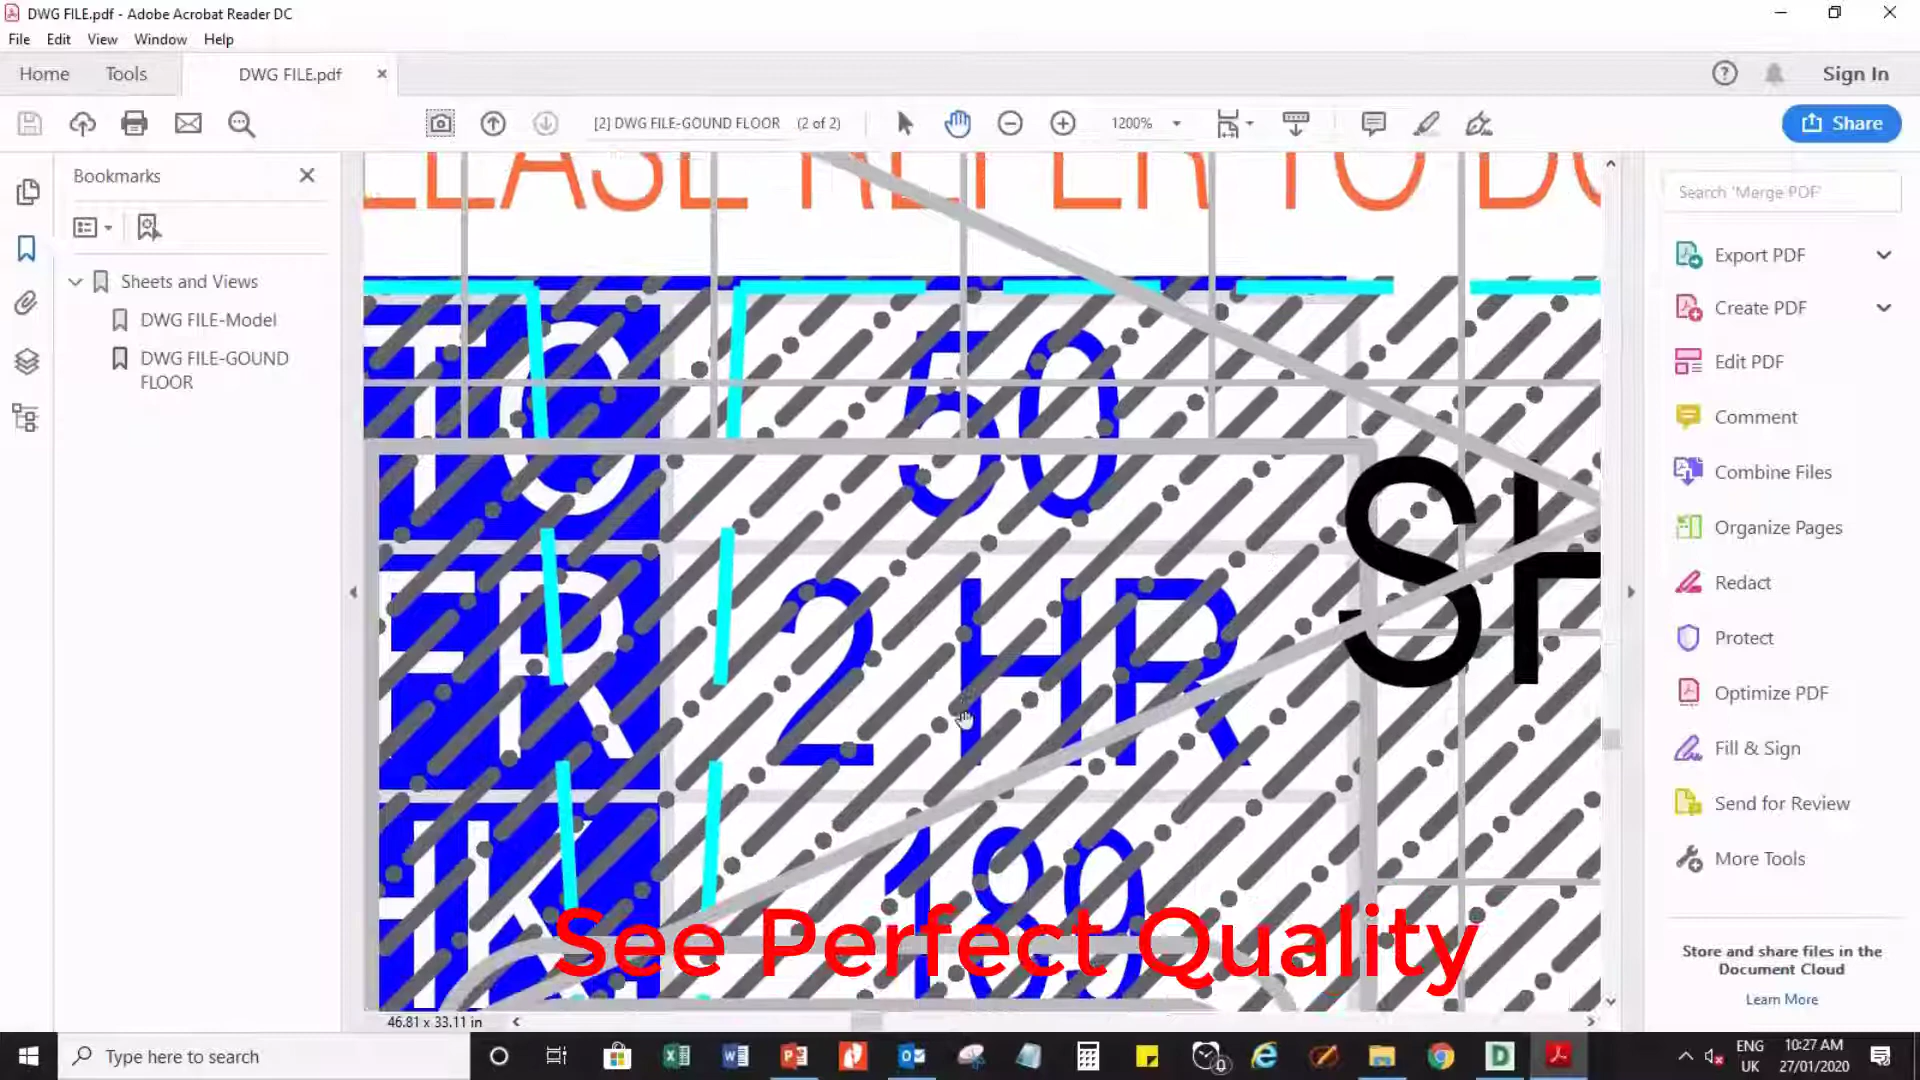 DWG FILE.pdf - Adobe Acrobat Reader DC
File Edit View Window Help
Home Tools DWG FILE.pdf
Sign In
[2] DWG FILE-GOUND FLOOR (2 of 2)
1200%
Share
Bookmarks
Sheets and Views
DWG FILE-Model
DWG FILE-GOUND
FLOOR
REFER TO
TO 50
2 HR
180
See Perfect Quality
46.81 x 33.11 in
Search 'Merge PDF'
Export PDF
Create PDF
Edit PDF
Comment
Combine Files
Organize Pages
Redact
Protect
Optimize PDF
Fill & Sign
Send for Review
More Tools
Store and share files in the
Document Cloud
Learn More
Type here to search
ENG
UK
10:27 AM
27/01/2020